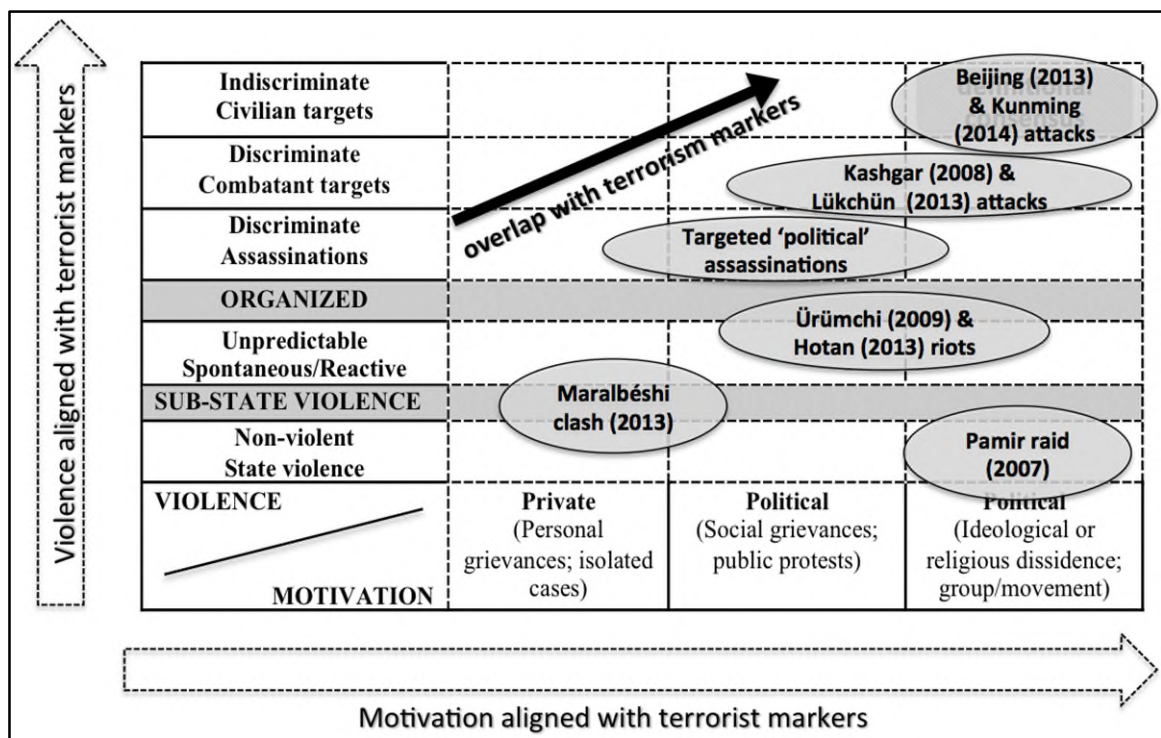 Violence aligned with terrorist markers
Indiscriminate
Civilian targets
Beijing (2013)
& Kunming
(2014) attacks
definitional
consensus
overlap with terrorism markers
Discriminate
Combatant targets
Kashgar (2008) &
Lükchün (2013) attacks
Discriminate
Assassinations
Targeted ‘political’
assassinations
ORGANIZED
Unpredictable
Spontaneous/Reactive
Ürümchi (2009) &
Hotan (2013) riots
SUB-STATE VIOLENCE
Maralbéshi
clash (2013)
Non-violent
State violence
Pamir raid
(2007)
VIOLENCE
MOTIVATION
Private
(Personal
grievances; isolated
cases)
Political
(Social grievances;
public protests)
Political
(Ideological or
religious dissidence;
group/movement)
Motivation aligned with terrorist markers